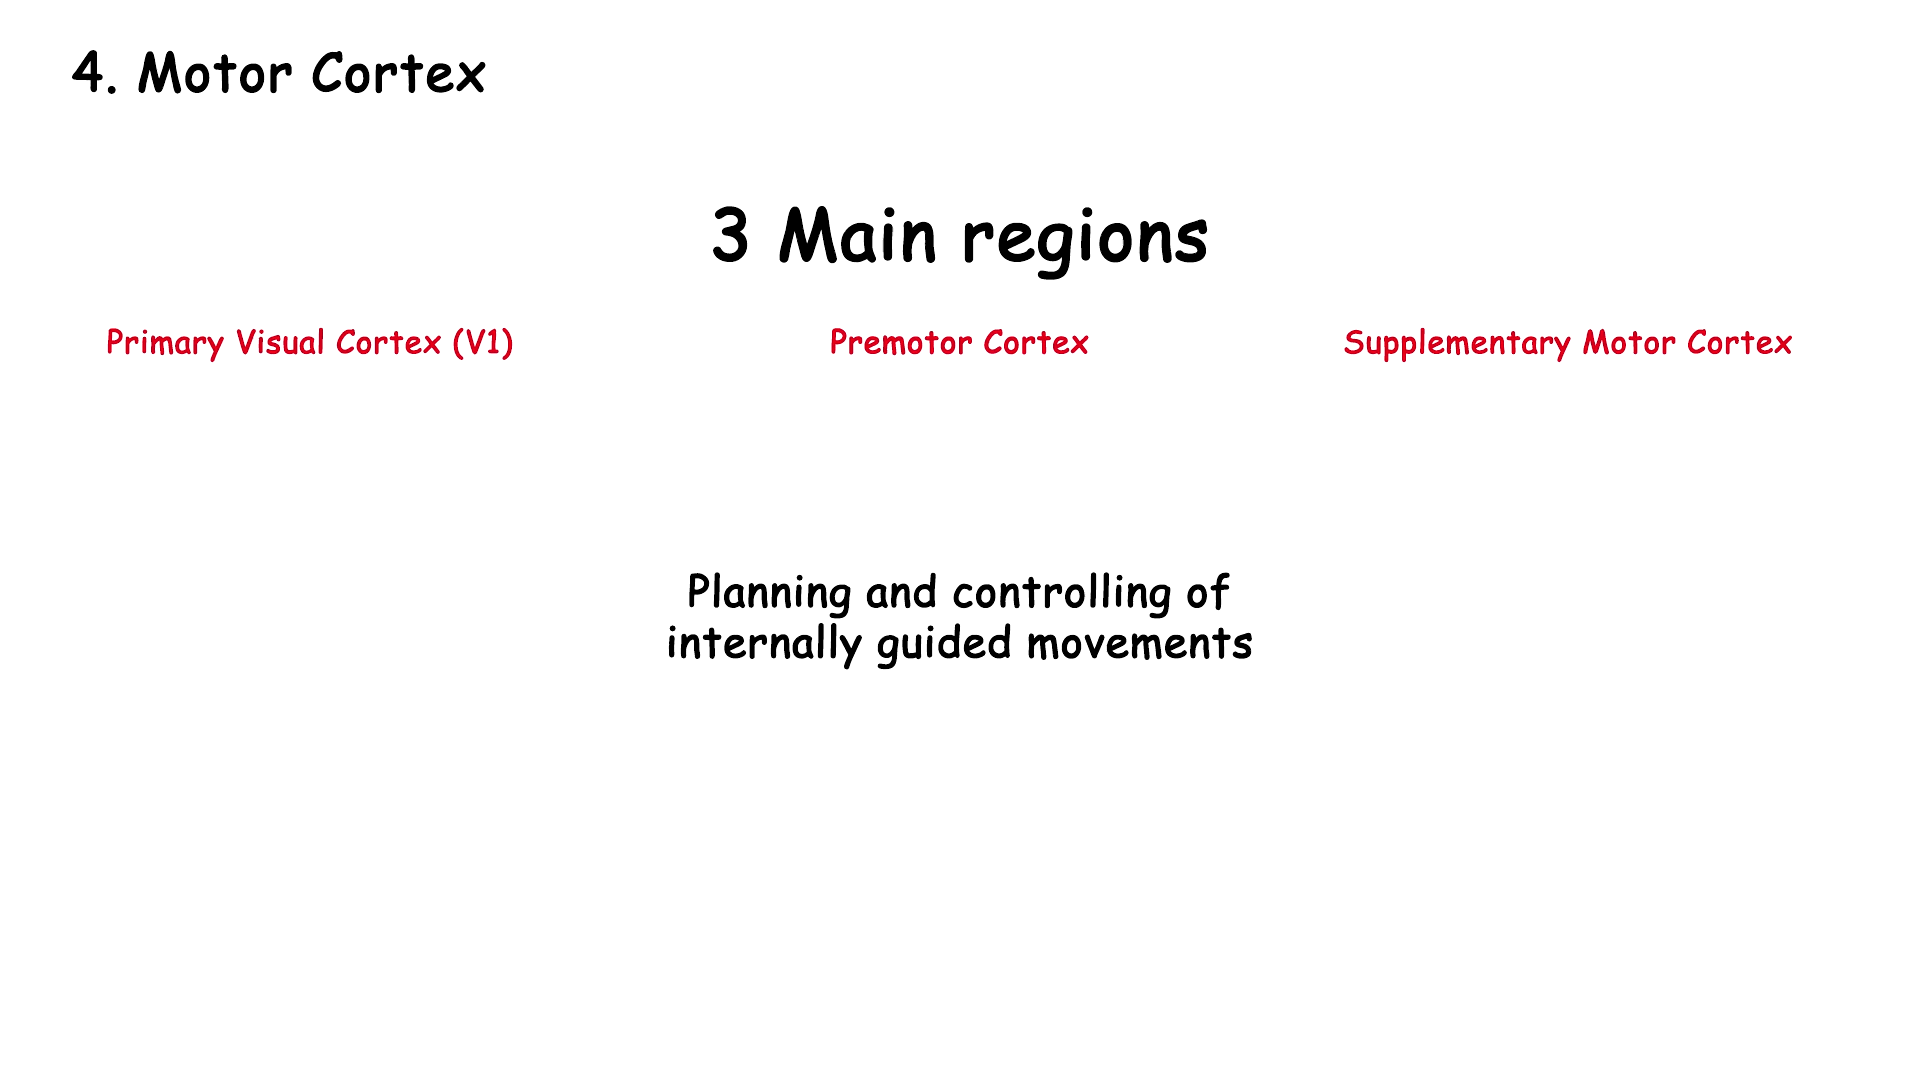 4. Motor Cortex
3 Main regions
Primary Visual Cortex (V1)
Premotor Cortex
Supplementary Motor Cortex
Planning and controlling of
internally guided movements